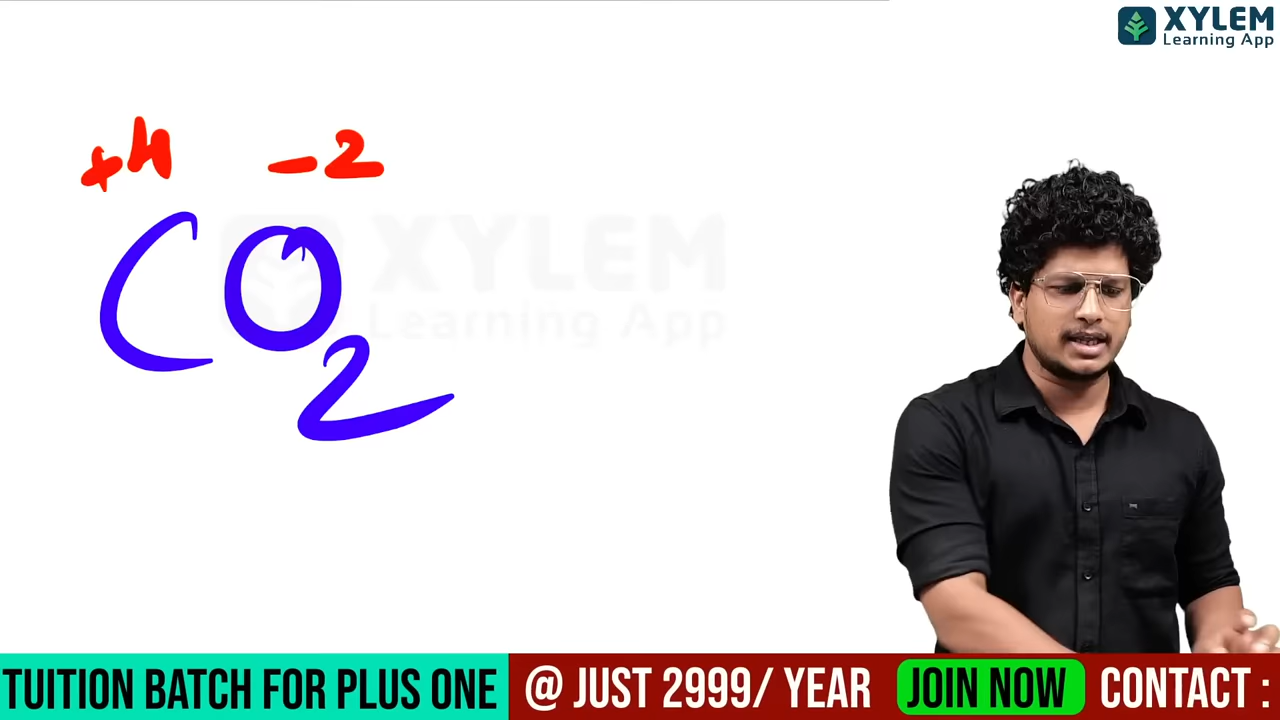 XYLEM
Learning App
+4 -2
CO2
XYLEM
Learning App
TUITION BATCH FOR PLUS ONE @ JUST 2999/ YEAR JOIN NOW CONTACT :